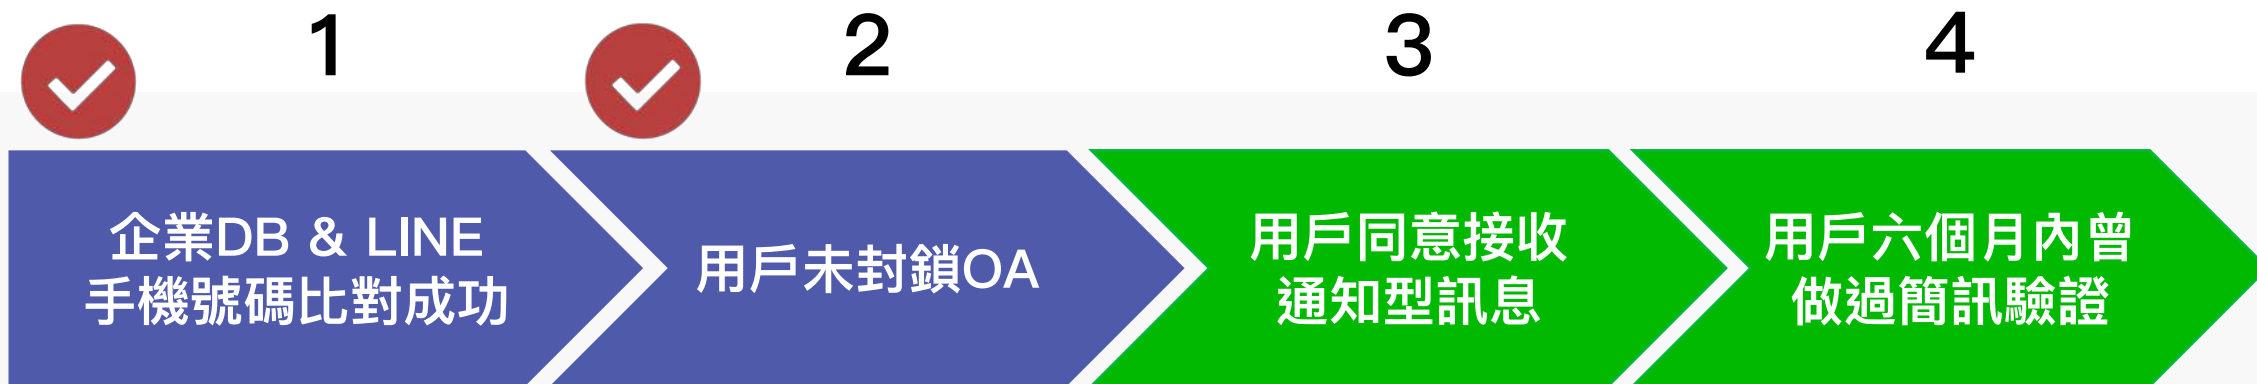 1
2
3
4
企業DB & LINE
手機號碼比對成功
用戶未封鎖OA
用戶同意接收
通知型訊息
用戶六個月內曾
做過簡訊驗證